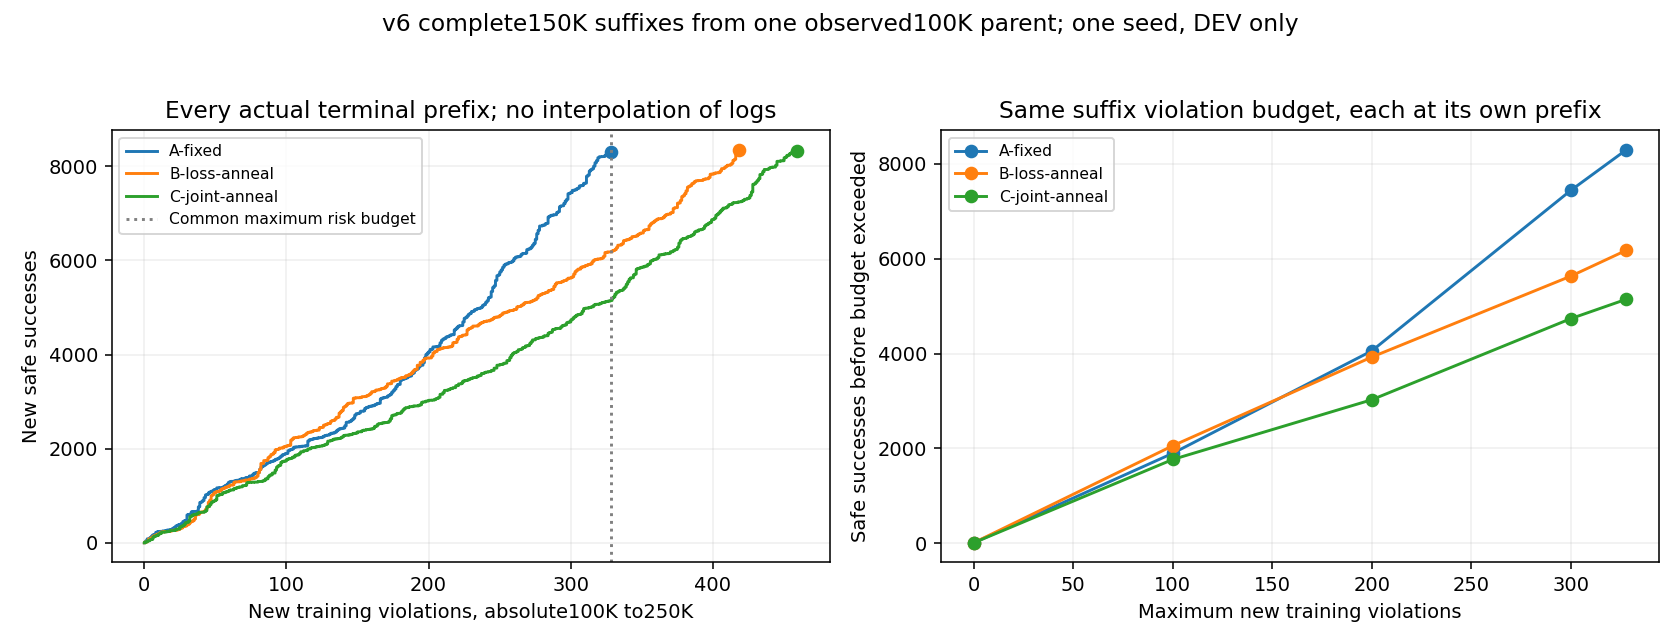 v6 complete150K suffixes from one observed100K parent; one seed, DEV only
Every actual terminal prefix; no interpolation of logs
A-fixed
B-loss-anneal
C-joint-anneal
Common maximum risk budget
New safe successes
8000
6000
4000
2000
0
0
100
200
300
400
New training violations, absolute100K to250K
Same suffix violation budget, each at its own prefix
A-fixed
B-loss-anneal
C-joint-anneal
Safe successes before budget exceeded
8000
6000
4000
2000
0
0
50
100
150
200
250
300
Maximum new training violations